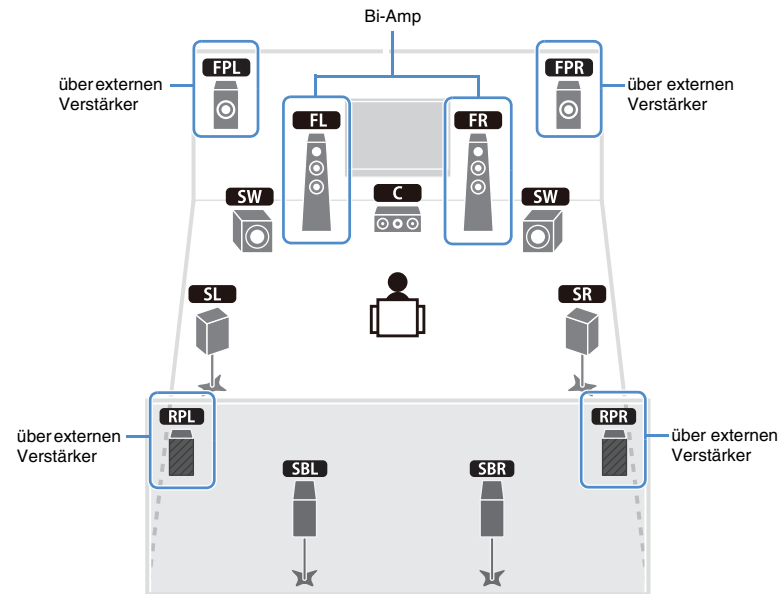 Bi-Amp
FPL
FPR
über externen
Verstärker
über externen
Verstärker
FL
FR
SW
C
SW
SL
SR
RPL
RPR
über externen
Verstärker
über externen
Verstärker
SBL
SBR